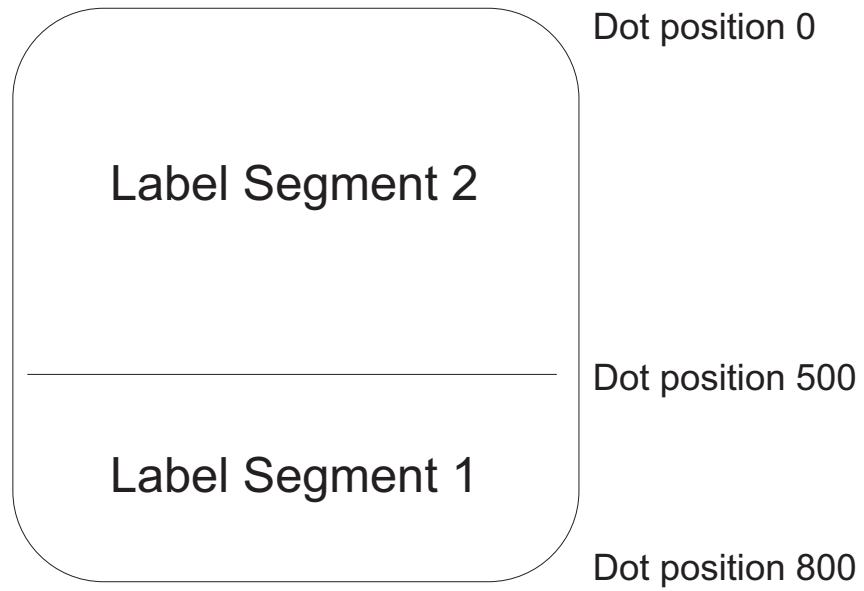 Dot position 0
Label Segment 2
Dot position 500
Label Segment 1
Dot position 800